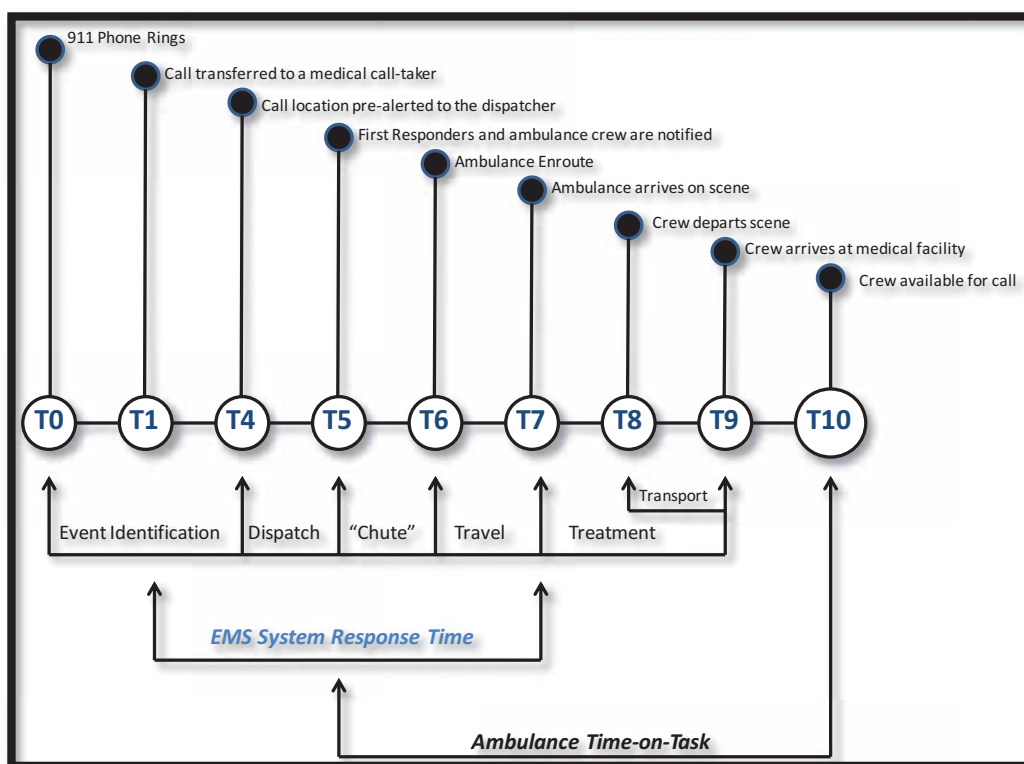 911 Phone Rings
Call transferred to a medical call-taker
Call location pre-alerted to the dispatcher
First Responders and ambulance crew are notified
Ambulance Enroute
Ambulance arrives on scene
Crew departs scene
Crew arrives at medical facility
Crew available for call
T0 T1 T4 T5 T6 T7 T8 T9 T10
Transport
Event Identification Dispatch “Chute” Travel Treatment
EMS System Response Time
Ambulance Time-on-Task